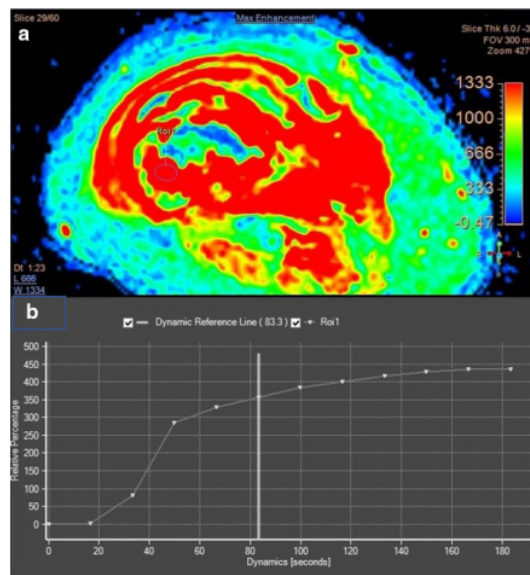 Slice 29/60
Max Enhancement
Slice Thk 6.0/-3
FOV 300 m
Zoom 427
a
1333
1000
666
333
-0.47
Roi1
L
Dt 1:23
L 666
W 1334
b
Dynamic Reference Line ( 83.3 )
Roi1
500
450
400
350
300
250
200
150
100
50
0
Relative Percentage
0 20 40 60 80 100 120 140 160 180
Dynamics [seconds]